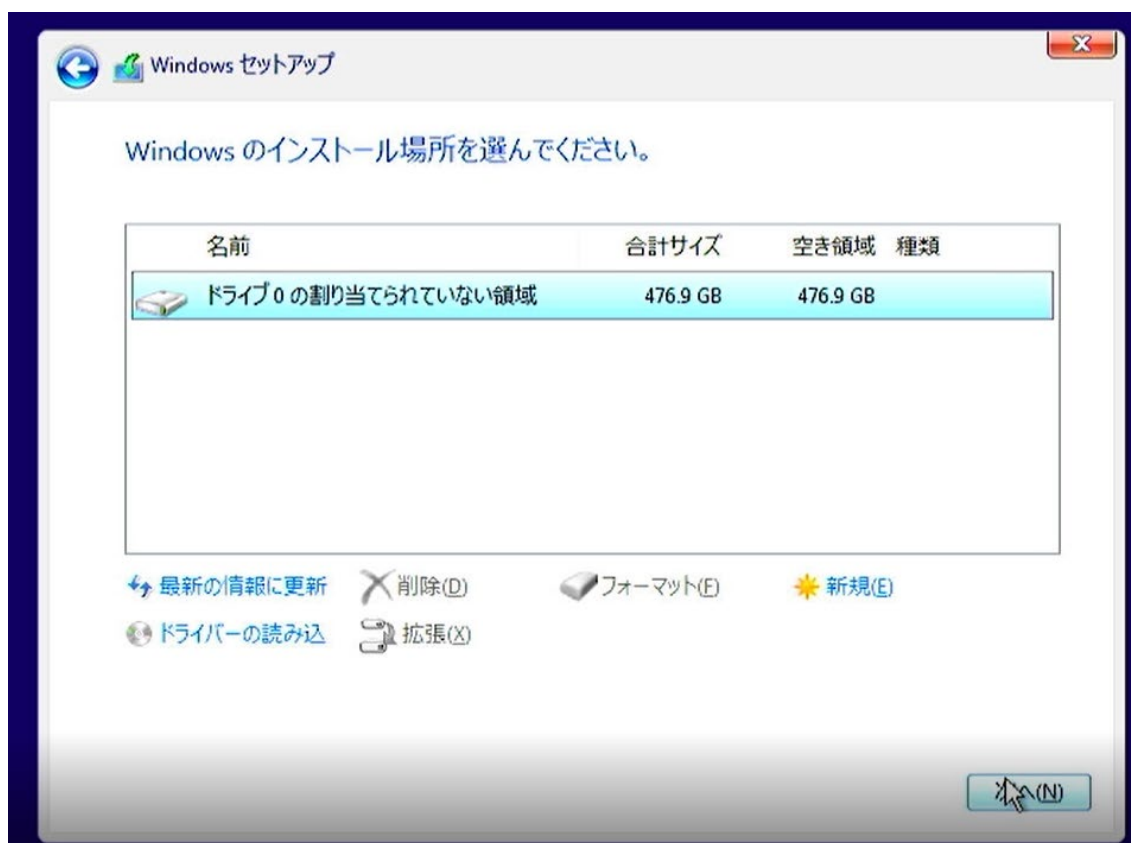 Windows セットアップ
Windows のインストール場所を選んでください。
名前 合計サイズ 空き領域 種類
ドライブ 0 の割り当てられていない領域 476.9 GB 476.9 GB
最新の情報に更新 削除(D) フォーマット(F) 新規(E)
ドライバーの読み込 拡張(X)
(N)